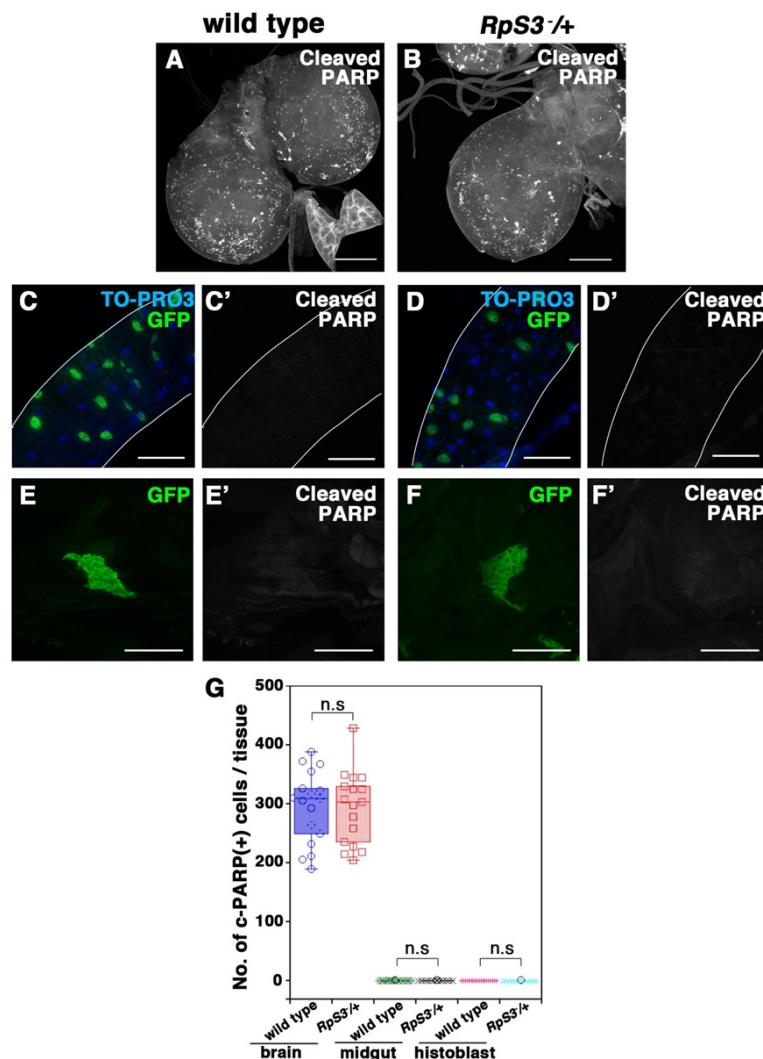 wild type
RpS3-/+
A
Cleaved
PARP
B
Cleaved
PARP
C
TO-PRO3
GFP
C'
Cleaved
PARP
D
TO-PRO3
GFP
D'
Cleaved
PARP
E
GFP
E'
Cleaved
PARP
F
GFP
F'
Cleaved
PARP
G
No. of c-PARP(+) cells / tissue
500
400
300
200
100
0
n.s
n.s
n.s
wild type
RpS3-/+
wild type
RpS3-/+
wild type
RpS3-/+
brain
midgut
histoblast